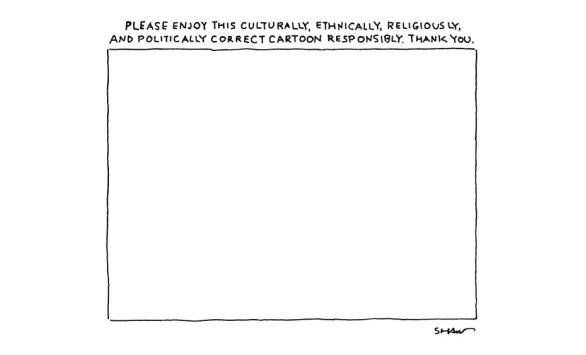 PLEASE ENJOY THIS CULTURALLY, ETHNICALLY, RELIGIOUSLY,
AND POLITICALLY CORRECT CARTOON RESPONSIBLY. THANK YOU.
SHAW